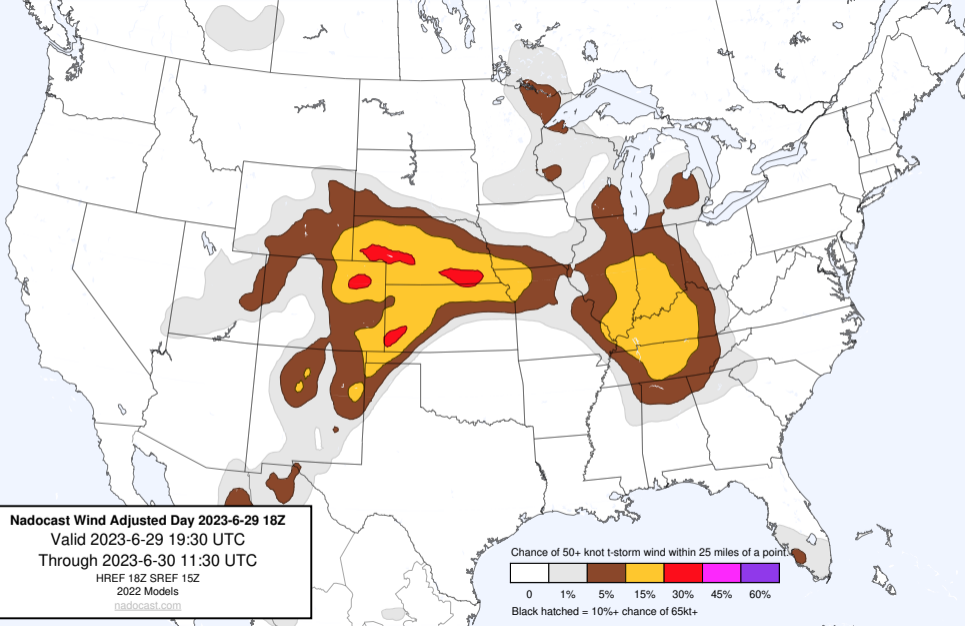 Nadocast Wind Adjusted Day 2023-6-29 18Z
Valid 2023-6-29 19:30 UTC
Through 2023-6-30 11:30 UTC
HREF 18Z SREF 15Z
2022 Models
nadocast.com
Chance of 50+ knot t-storm wind within 25 miles of a point.
0 1% 5% 15% 30% 45% 60%
Black hatched = 10%+ chance of 65kt+